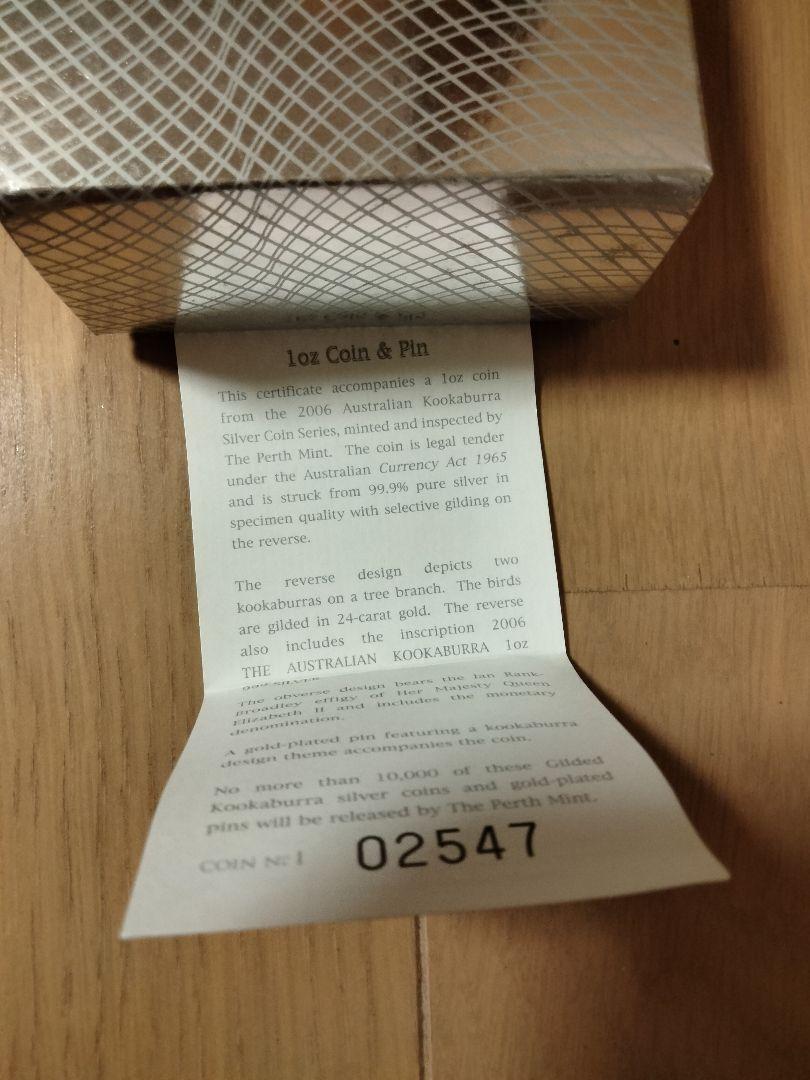 1oz Coin & Pin
This certificate accompanies a 1oz coin
from the 2006 Australian Kookaburra
Silver Coin Series, minted and inspected by
The Perth Mint. The coin is legal tender
under the Australian Currency Act 1965
and is struck from 99.9% pure silver in
specimen quality with selective gilding on
the reverse.
The reverse design depicts two
kookaburras on a tree branch. The birds
are gilded in 24-carat gold. The reverse
also includes the inscription 2006
THE AUSTRALIAN KOOKABURRA 1oz
999 SILVER.
The obverse design bears the Ian Rank-
Broadley effigy of Her Majesty Queen
Elizabeth II and includes the monetary
denomination.
A gold-plated pin featuring a kookaburra
design theme accompanies the coin.
No more than 10,000 of these Gilded
Kookaburra silver coins and gold-plated
pins will be released by The Perth Mint.
COIN Nº: I 02547